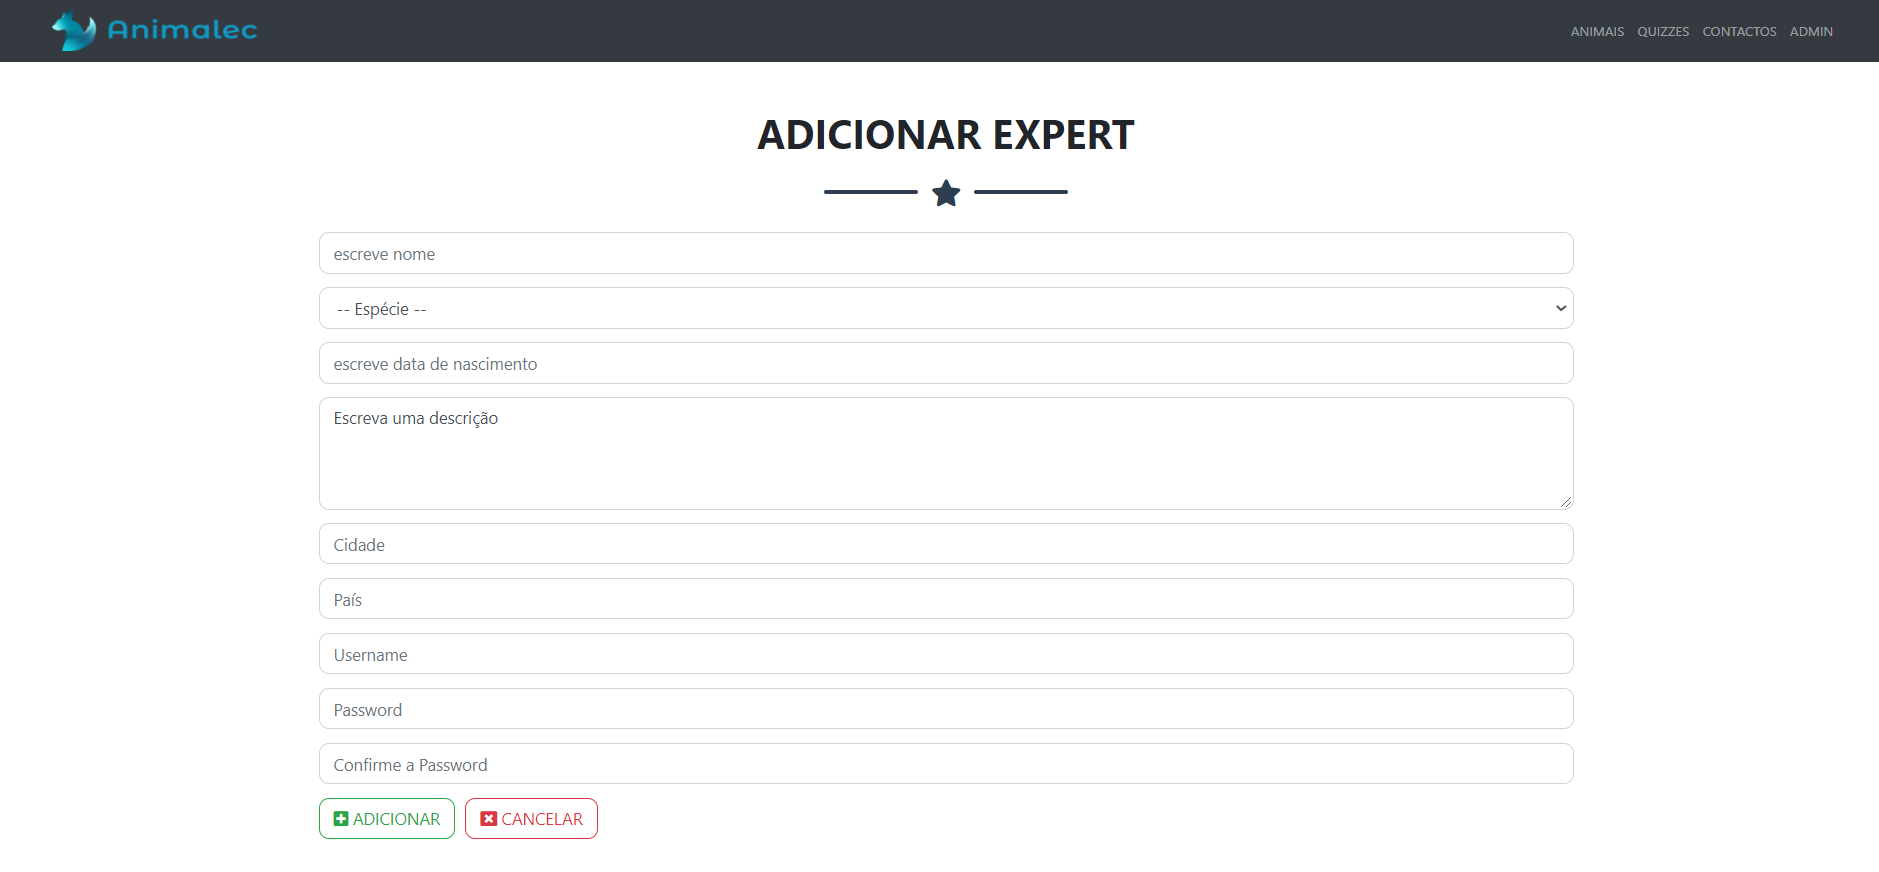 Animalec
ANIMAIS QUIZZES CONTACTOS ADMIN
ADICIONAR EXPERT
escreve nome
-- Espécie --
escreve data de nascimento
Escreva uma descrição
Cidade
País
Username
Password
Confirme a Password
ADICIONAR CANCELAR